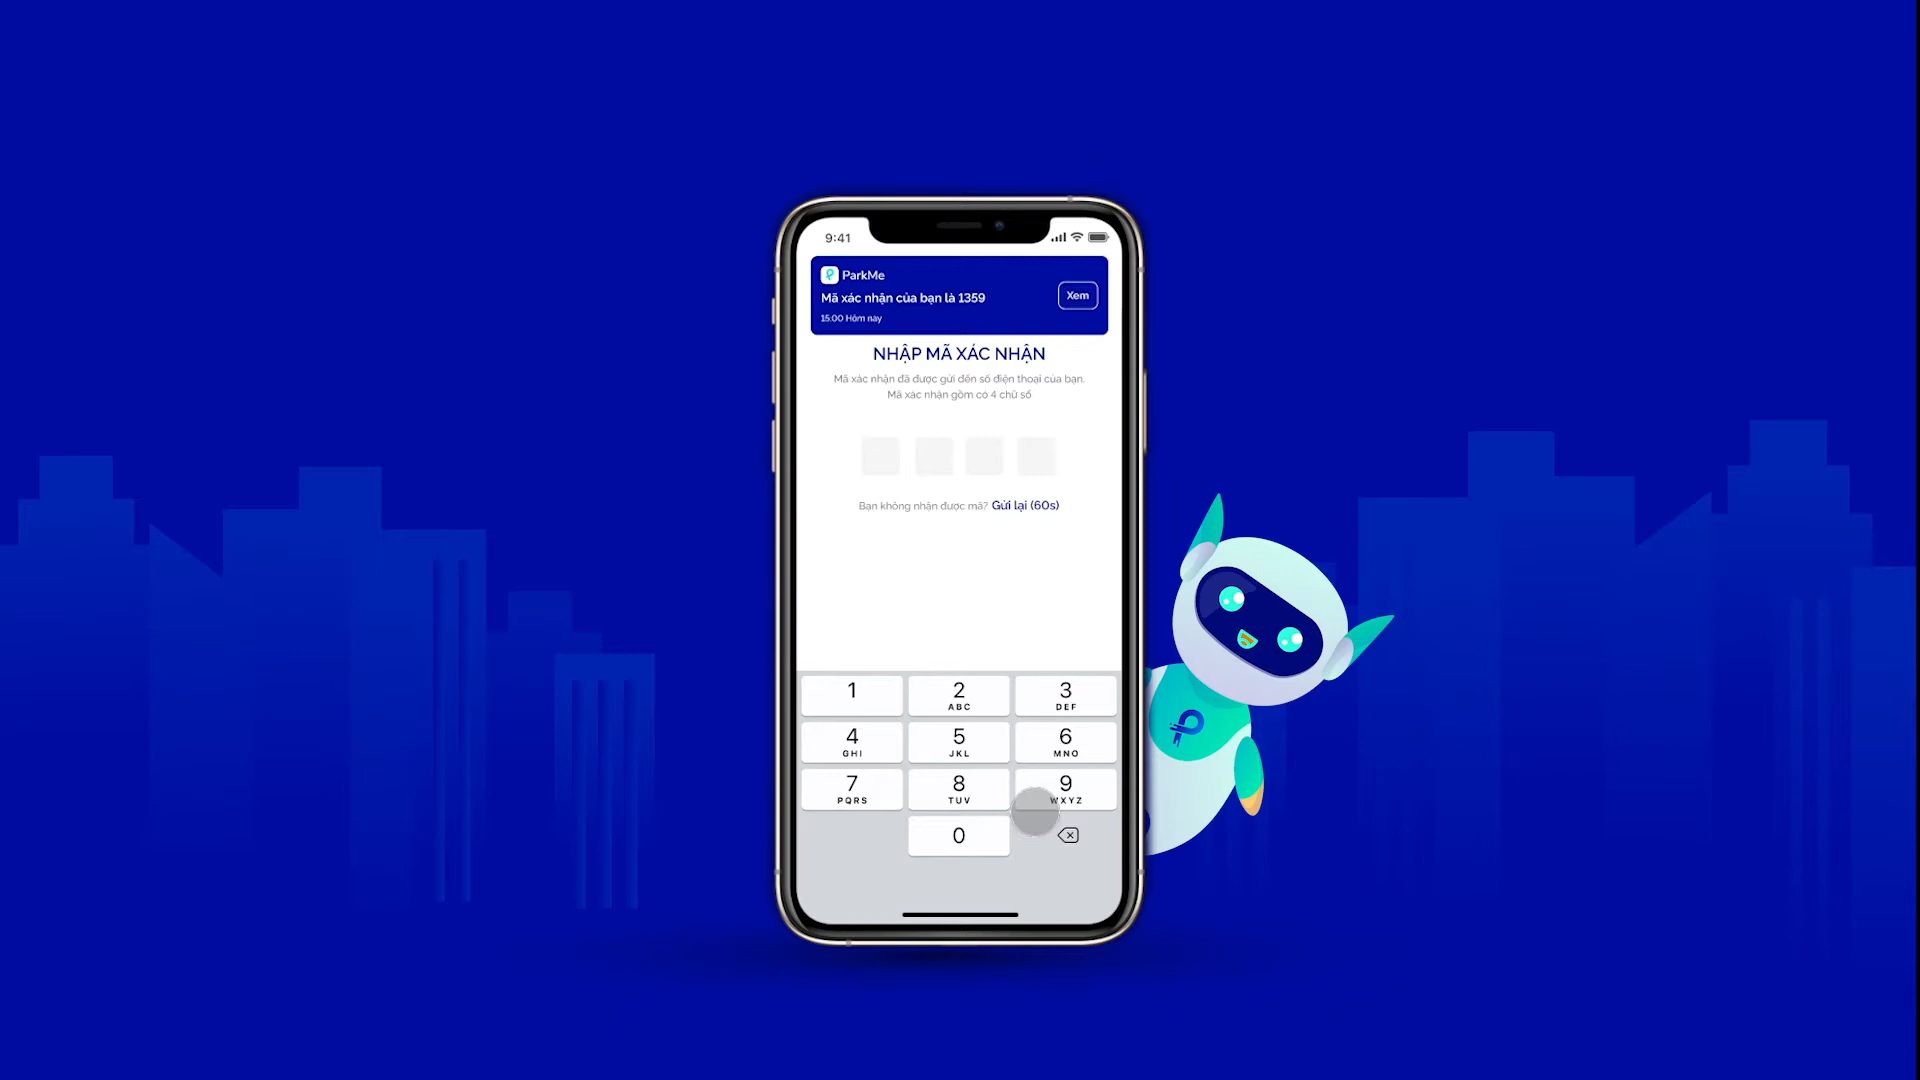 9:41
ParkMe
Mã xác nhận của bạn là 1359
Xem
15:00 Hôm nay
NHẬP MÃ XÁC NHẬN
Mã xác nhận đã được gửi đến số điện thoại của bạn.
Mã xác nhận gồm có 4 chữ số
Bạn không nhận được mã? Gửi lại (60s)
1 2 3
ABC DEF
4 5 6
GHI JKL MNO
7 8 9
PQRS TUV WXYZ
0